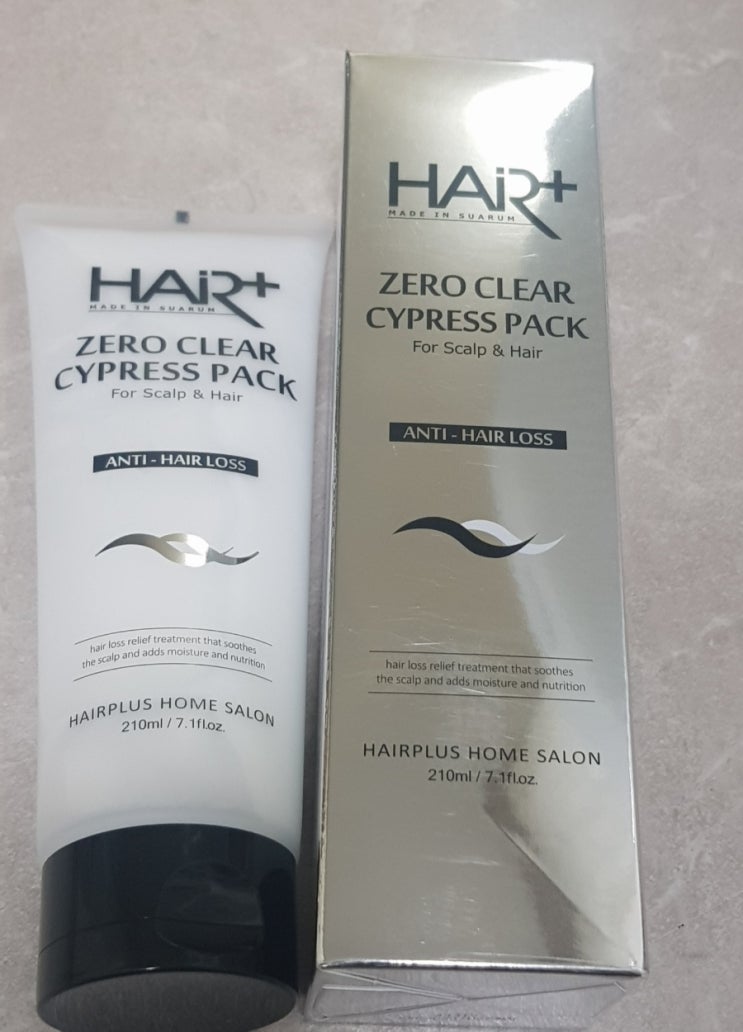 HAiR+
MADE IN SUARUM
ZERO CLEAR
CYPRESS PACK
For Scalp & Hair
ANTI - HAIR LOSS
hair loss relief treatment that soothes
the scalp and adds moisture and nutrition
HAIRPLUS HOME SALON
210ml / 7.1fl.oz.
HAiR+
MADE IN SUARUM
ZERO CLEAR
CYPRESS PACK
For Scalp & Hair
ANTI - HAIR LOSS
hair loss relief treatment that soothes
the scalp and adds moisture and nutrition
HAIRPLUS HOME SALON
210ml / 7.1fl.oz.